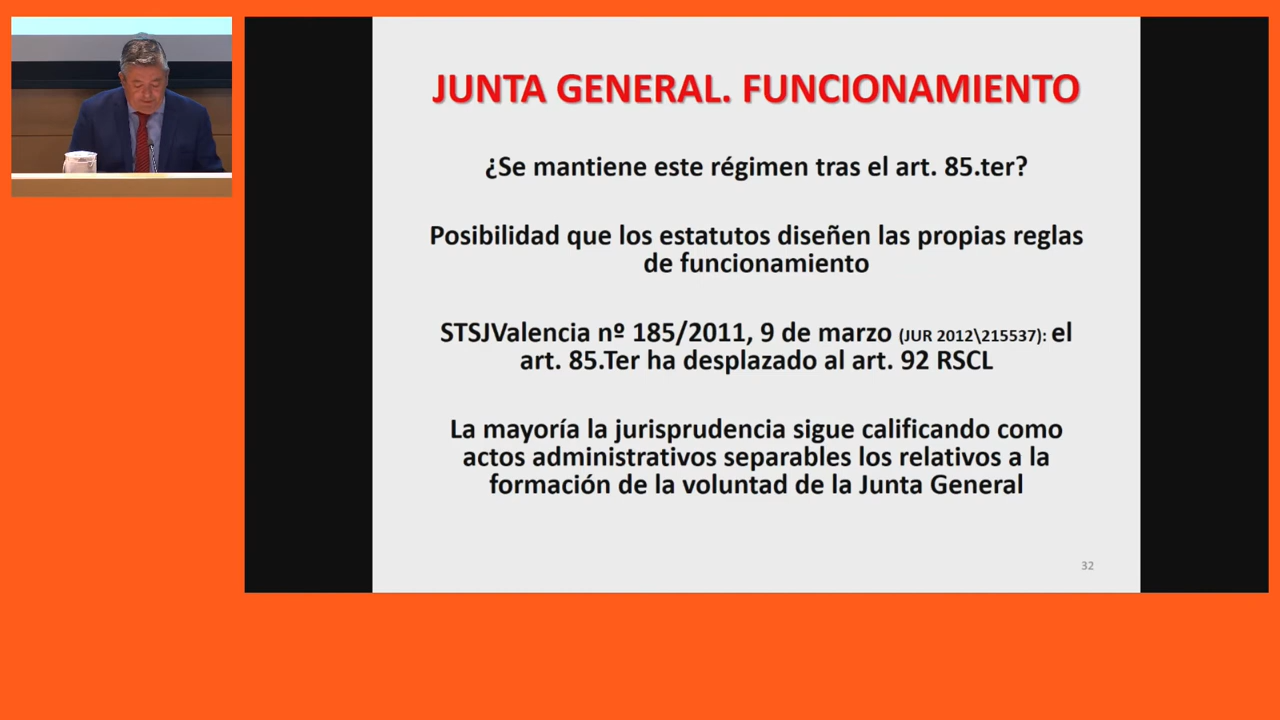 JUNTA GENERAL. FUNCIONAMIENTO
¿Se mantiene este régimen tras el art. 85.ter?
Posibilidad que los estatutos diseñen las propias reglas
de funcionamiento
STSJValencia nº 185/2011, 9 de marzo (JUR 2012\215537): el
art. 85.Ter ha desplazado al art. 92 RSCL
La mayoría la jurisprudencia sigue calificando como
actos administrativos separables los relativos a la
formación de la voluntad de la Junta General
32